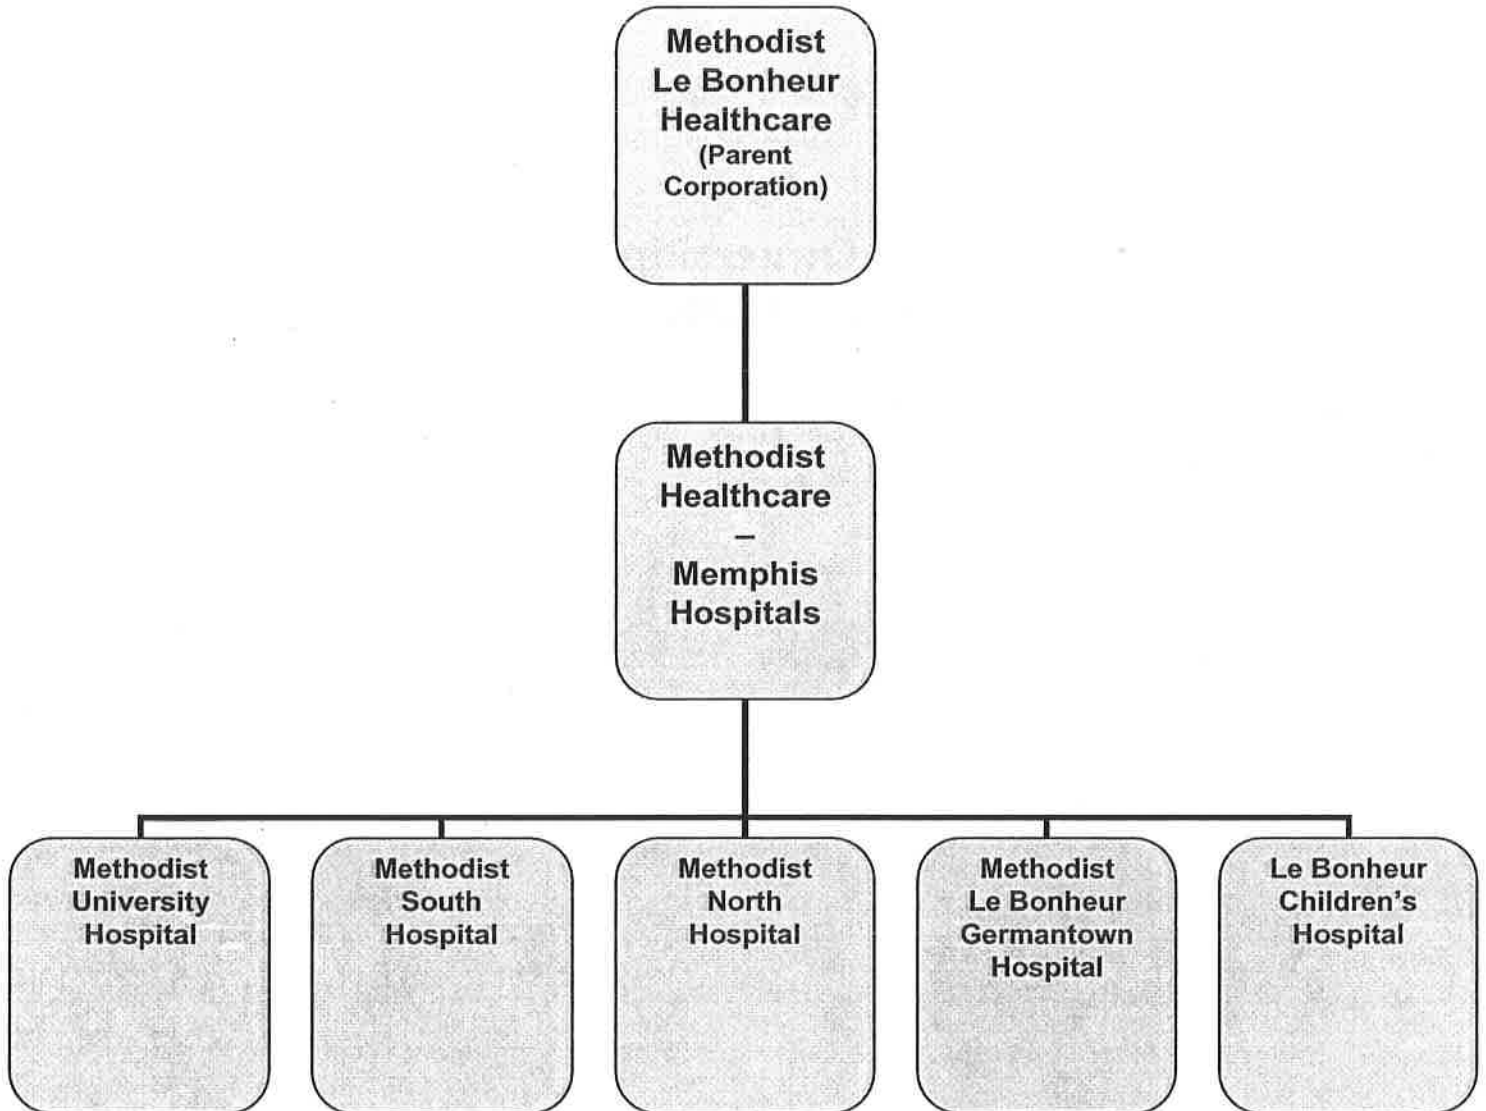 Methodist
Le Bonheur
Healthcare
(Parent
Corporation)
Methodist
Healthcare
–
Memphis
Hospitals
Methodist
University
Hospital
Methodist
South
Hospital
Methodist
North
Hospital
Methodist
Le Bonheur
Germantown
Hospital
Le Bonheur
Children's
Hospital